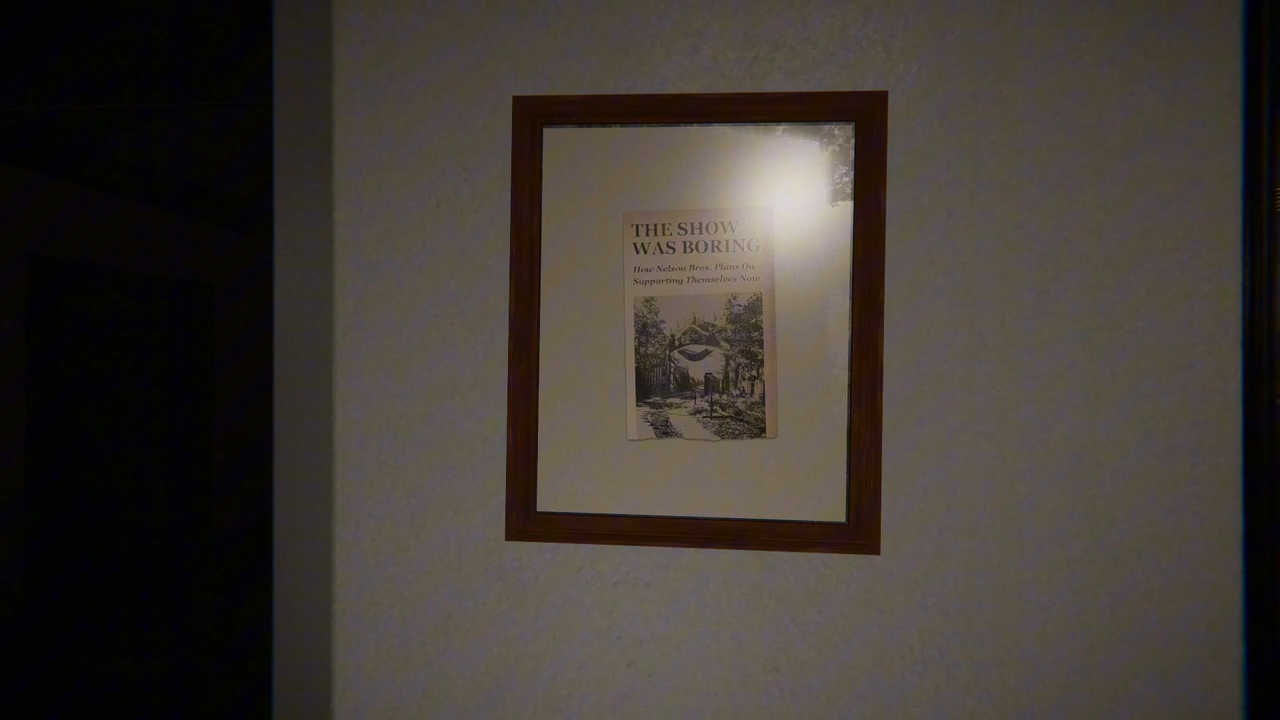 THE SHOW
WAS BORING
How Nelson Bros. Plans On
Supporting Themselves Now